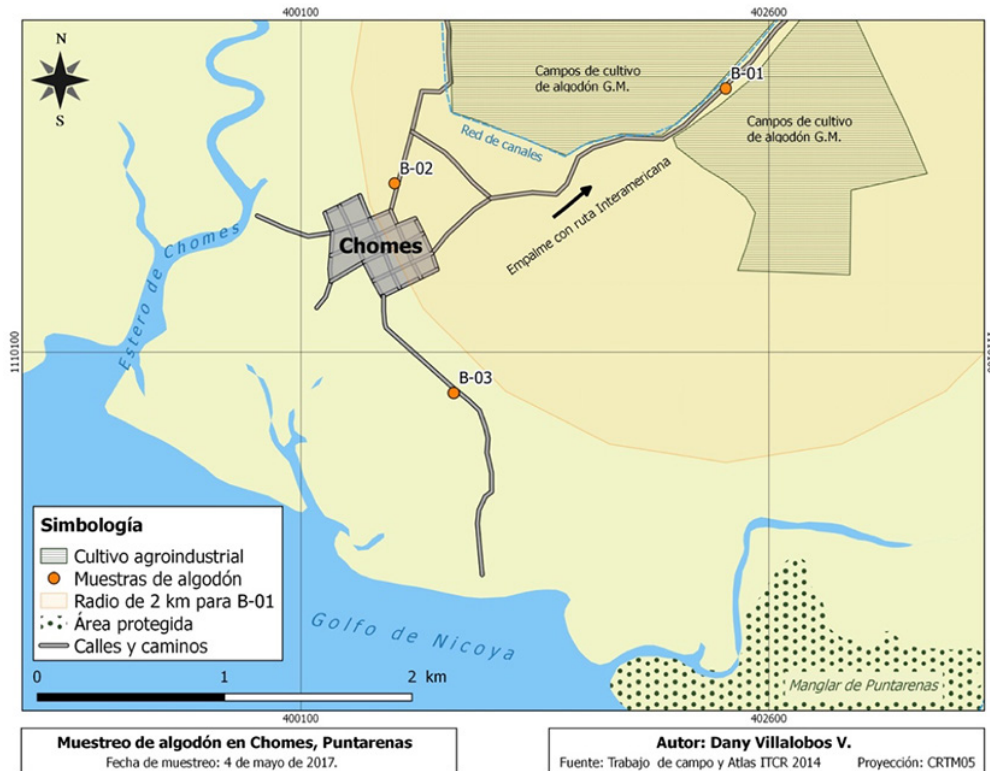 400100
402600
N
S
Campos de cultivo
de algodón G.M.
B-01
Campos de cultivo
de algodón G.M.
Red de canales
B-02
Empalme con ruta Interamericana
Chomes
Estero de Chomes
1110100
1110100
B-03
Simbología
Cultivo agroindustrial
Muestras de algodón
Radio de 2 km para B-01
Área protegida
Calles y caminos
Golfo de Nicoya
0 1 2 km
Manglar de Puntarenas
400100
402600
Muestreo de algodón en Chomes, Puntarenas
Fecha de muestreo: 4 de mayo de 2017.
Autor: Dany Villalobos V.
Fuente: Trabajo de campo y Atlas ITCR 2014 Proyección: CRTM05